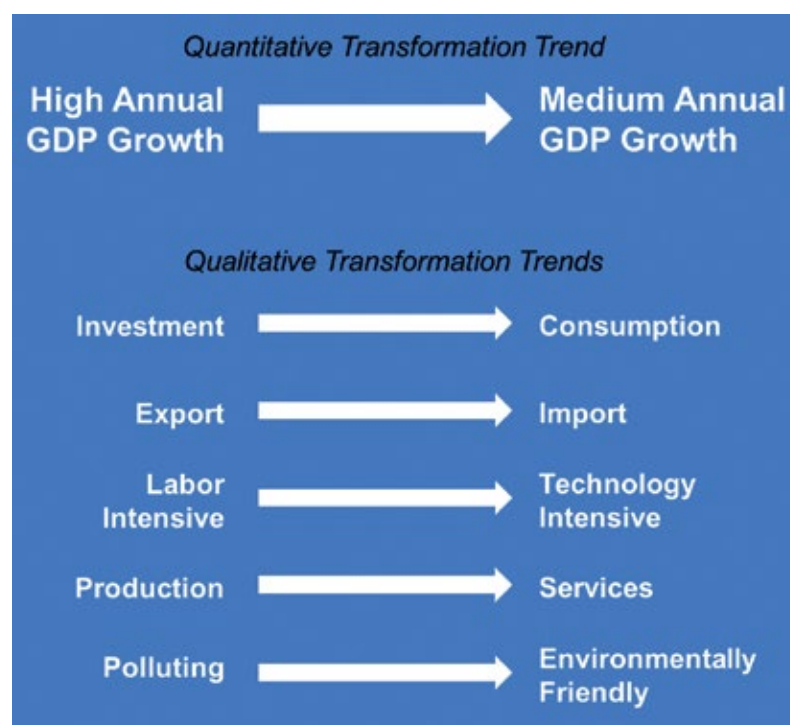 Quantitative Transformation Trend
High Annual
GDP Growth
Medium Annual
GDP Growth
Qualitative Transformation Trends
Investment
Consumption
Export
Import
Labor
Intensive
Technology
Intensive
Production
Services
Polluting
Environmentally
Friendly